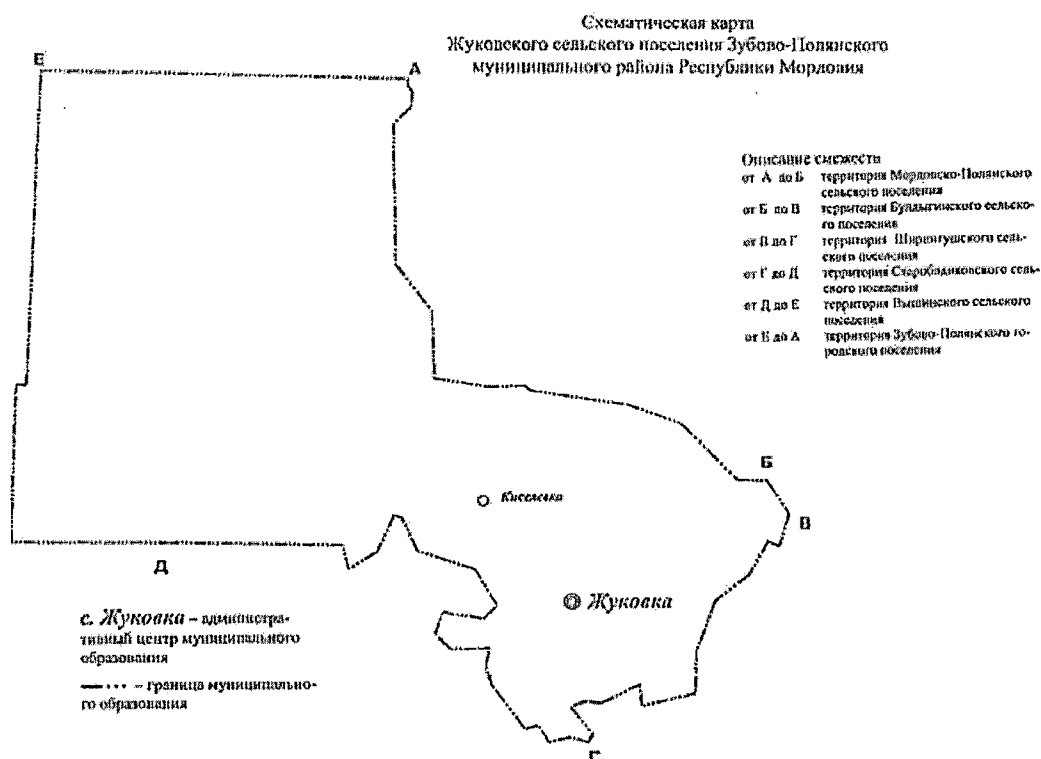 Схематическая карта
Жуковского сельского поселения Зубово-Полянского
муниципального района Республики Мордовия
Е
А
Описание смежеств
от А до Б территория Мордовско-Полянского
сельского поселения
от Б до В территория Булдыгинского сельско-
го поселения
от В до Г территория Ширингушского сель-
ского поселения
от Г до Д территория Старобадиковского сель-
ского поселения
от Д до Е территория Вышинского сельского
поселения
от Е до А территория Зубово-Полянского го-
родского поселения
Б
В
Киселевка
Д
Жуковка
с. Жуковка – администра-
тивный центр муниципального
образования
– граница муниципально-
го образования
Г